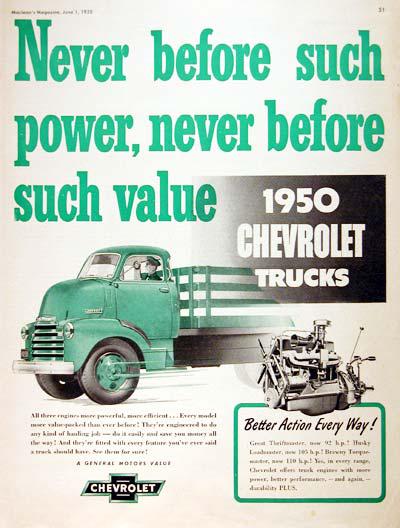 Maclean's Magazine, June 1, 1950
51
Never before such
power, never before
such value
1950
CHEVROLET
TRUCKS
All three engines more powerful, more efficient . . . Every model
more value-packed than ever before! They're engineered to do
any kind of hauling job — do it easily and save you money all
the way! And they're fitted with every feature you've ever said
a truck should have. See them for sure!
A GENERAL MOTORS VALUE
CHEVROLET
Better Action Every Way!
Great Thriftmaster, now 92 h.p.! Husky
Loadmaster, now 105 h.p.! Brawny Torque-
master, now 110 h.p.! Yes, in every range,
Chevrolet offers truck engines with more
power, better performance, – and again, –
durability PLUS.